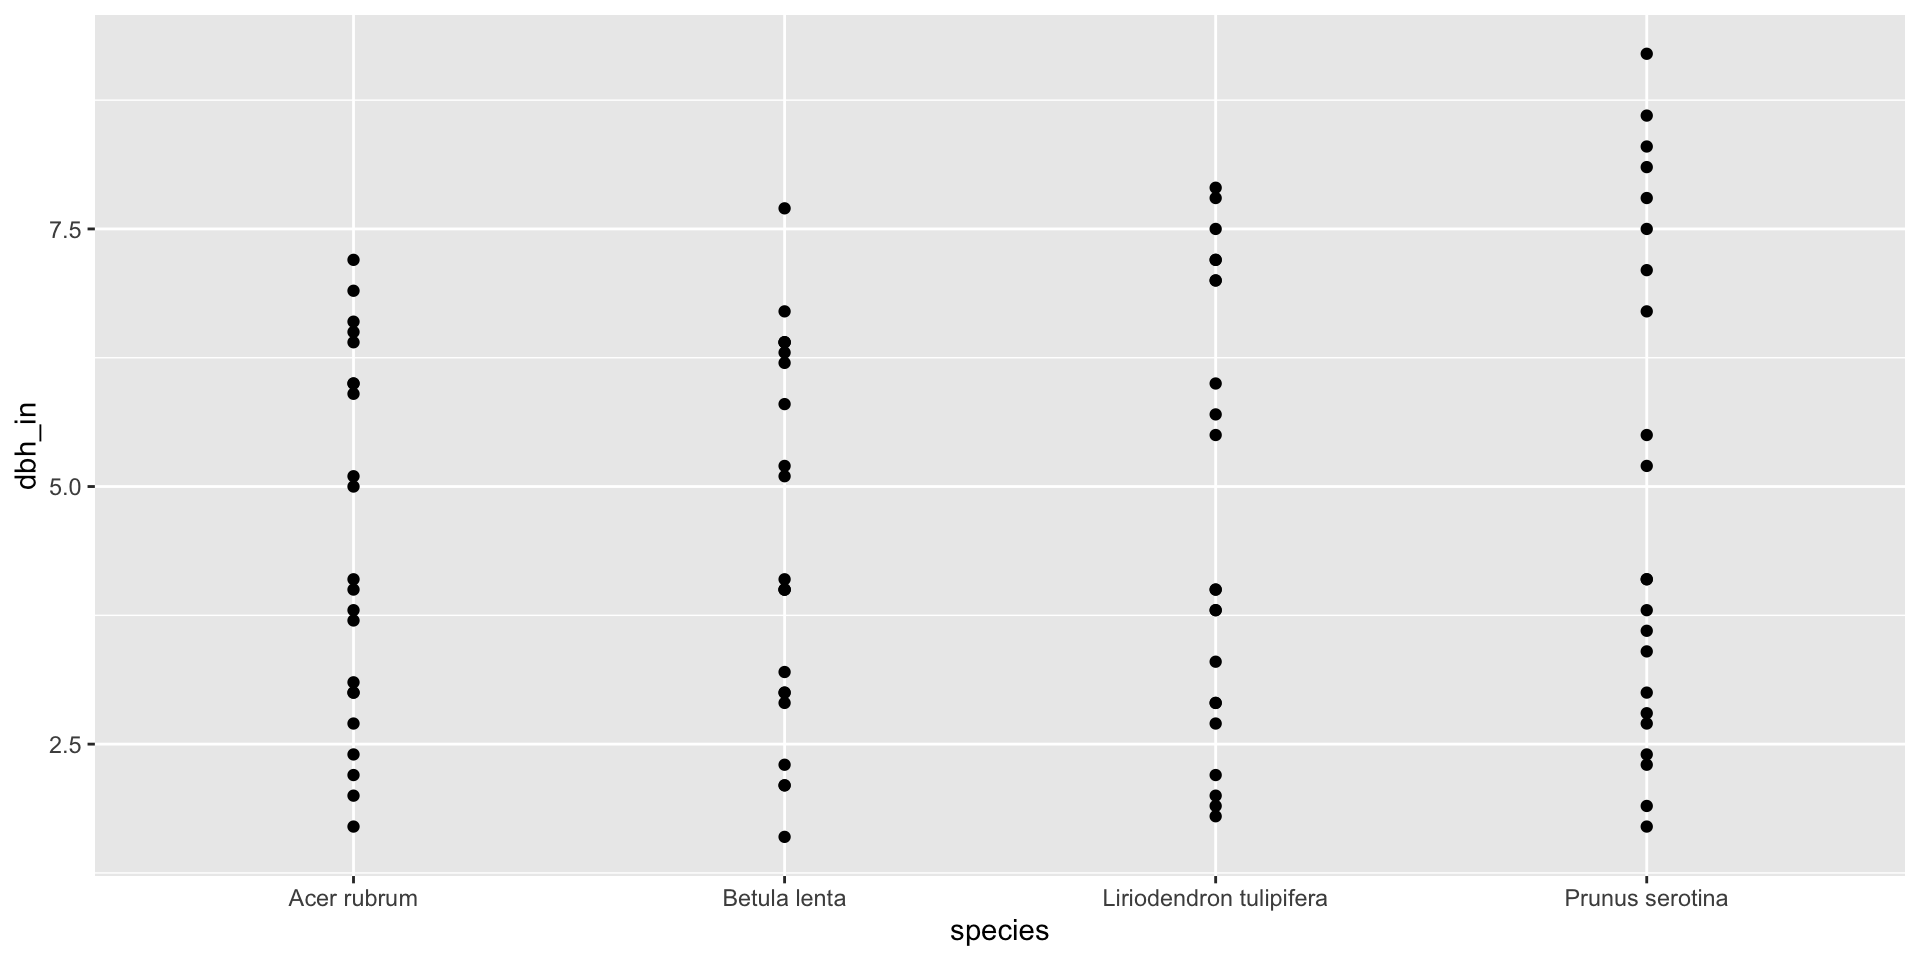 dbh_in
7.5
5.0
2.5
Acer rubrum
Betula lenta
Liriodendron tulipifera
Prunus serotina
species